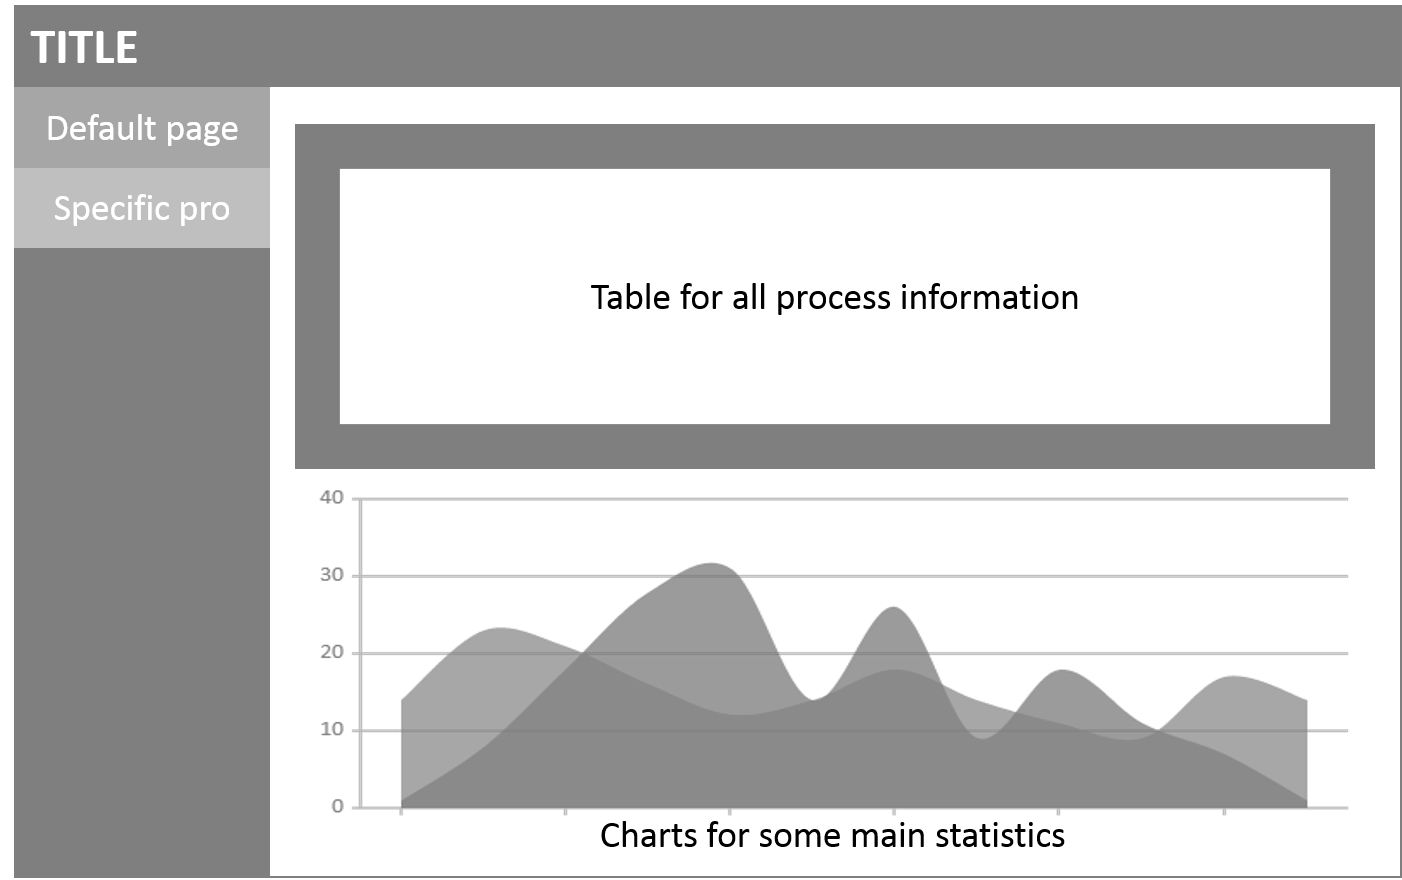 TITLE
Default page
Specific pro
Table for all process information
40
30
20
10
0
Charts for some main statistics